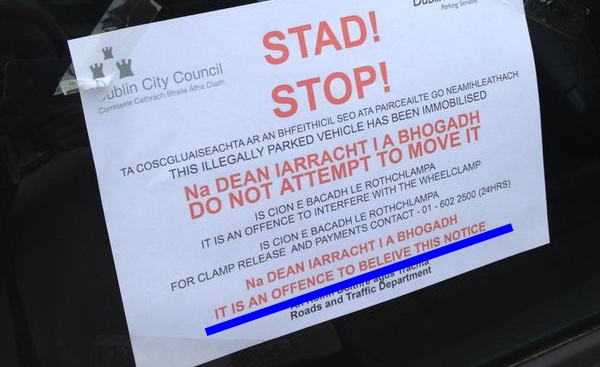 Dublin City Council
Comhairle Cathrach Bhaile Átha Cliath
Dublin
Parking Services
STAD!
STOP!
TA COSCGLUAISEACHTA AR AN BHFEITHICIL SEO ATA PAIRCEAILTE GO NEAMHLEATHACH
THIS ILLEGALLY PARKED VEHICLE HAS BEEN IMMOBILISED
Na DEAN IARRACHT I A BHOGADH
DO NOT ATTEMPT TO MOVE IT
IS CION E BACADH LE ROTHCHLAMPA
IT IS AN OFFENCE TO INTERFERE WITH THE WHEELCLAMP
IS CION E BACADH LE ROTHCHLAMPA
FOR CLAMP RELEASE AND PAYMENTS CONTACT - 01 - 602 2500 (24HRS)
Na DEAN IARRACHT I A BHOGADH
IT IS AN OFFENCE TO BELEIVE THIS NOTICE
agus Tráchta
Roads and Traffic Department